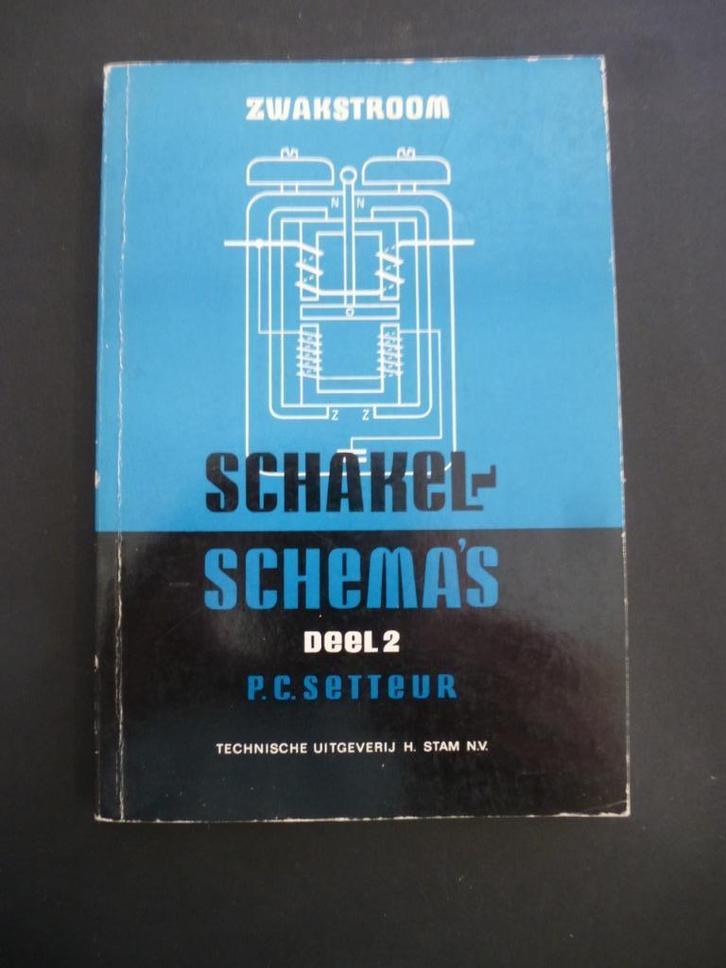 ZWAKSTROOM
N N
Z Z
SCHAKEL-
SCHEMA'S
DEEL 2
P.C. SETTEUR
TECHNISCHE UITGEVERIJ H. STAM N.V.